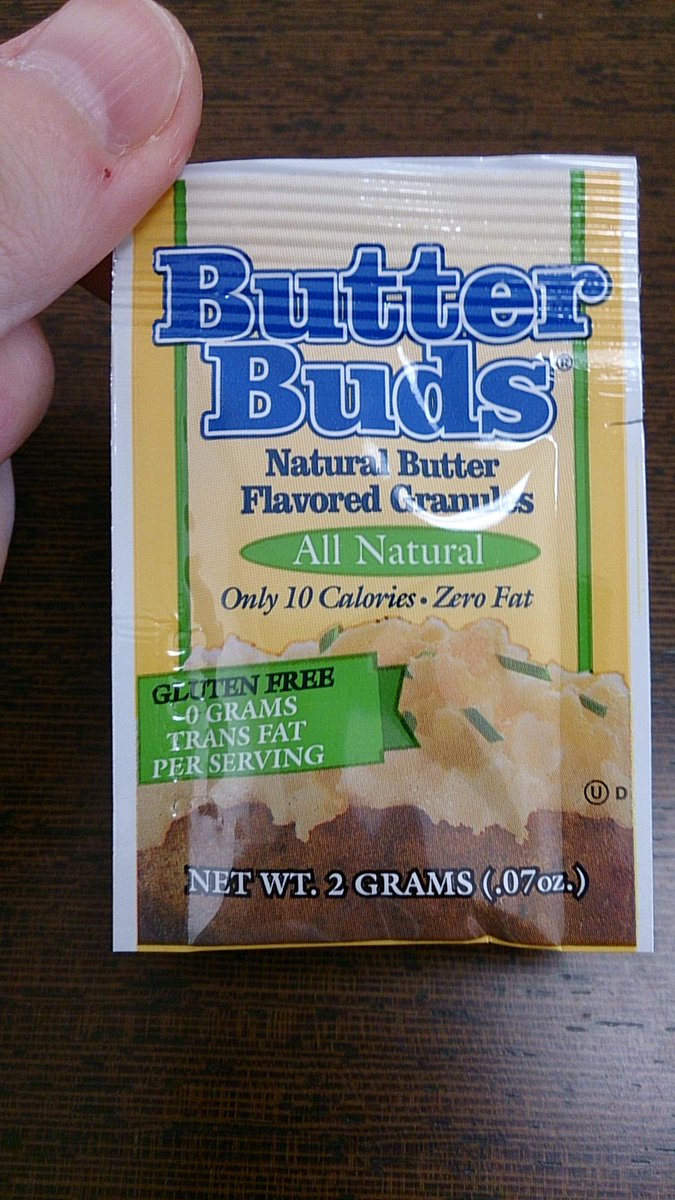 Butter
Buds®
Natural Butter
Flavored Granules
All Natural
Only 10 Calories • Zero Fat
GLUTEN FREE
0 GRAMS
TRANS FAT
PER SERVING
Ⓤ D
NET WT. 2 GRAMS (.07oz.)